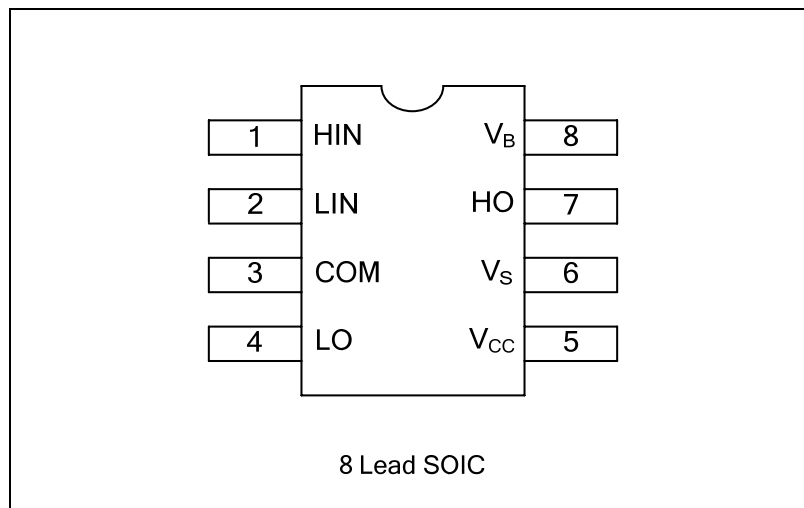 1 HIN V_B 8
2 LIN HO 7
3 COM V_S 6
4 LO V_CC 5
8 Lead SOIC